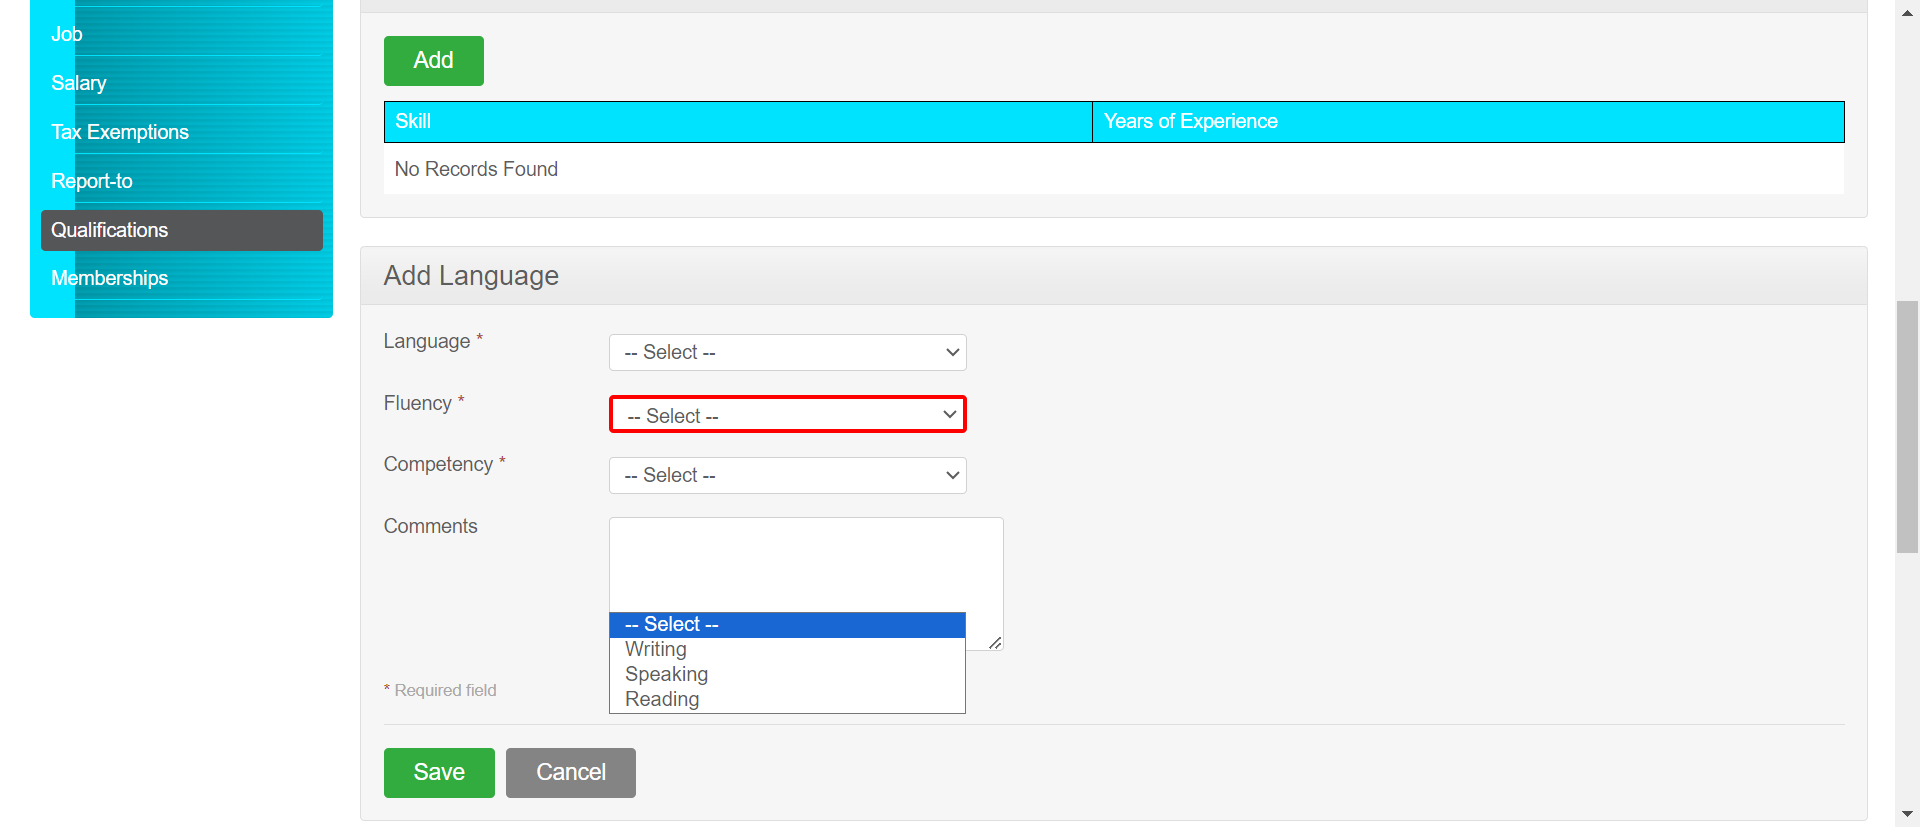 Job
Salary
Tax Exemptions
Report-to
Qualifications
Memberships
Add
Skill Years of Experience
No Records Found
Add Language
Language * -- Select --
Fluency * -- Select --
Competency * -- Select --
Comments
-- Select --
Writing
Speaking
Reading
* Required field
Save Cancel